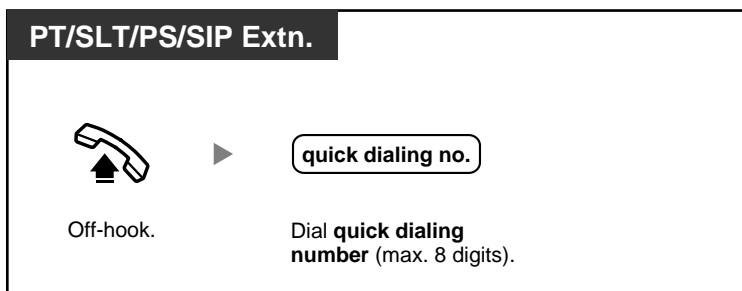 PT/SLT/PS/SIP Extn.
quick dialing no.
Off-hook.
Dial quick dialing
number (max. 8 digits).